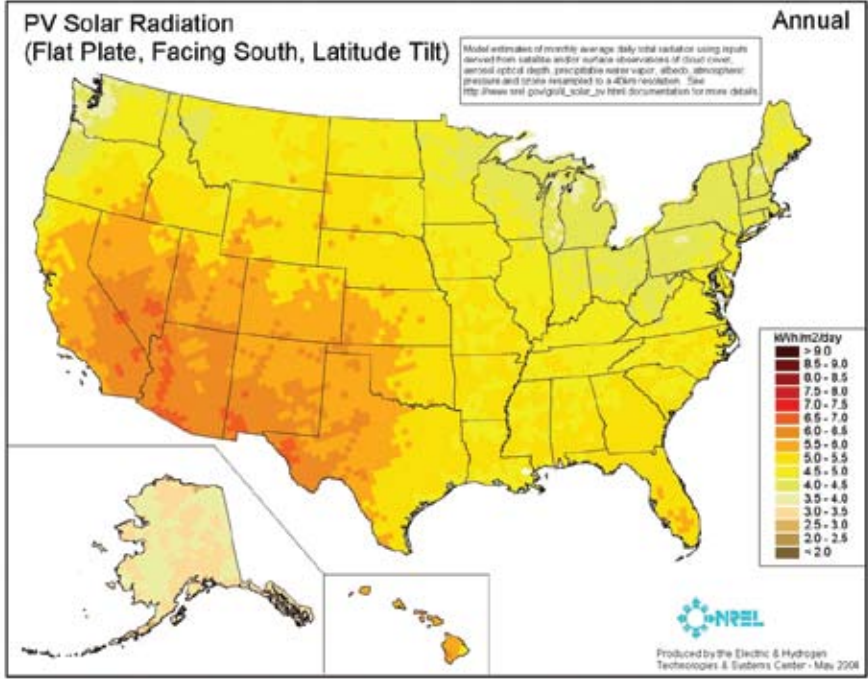 PV Solar Radiation
(Flat Plate, Facing South, Latitude Tilt)
Annual
Model estimates of monthly average daily total radiation using inputs
derived from satellite and/or surface observations of cloud cover,
aerosol optical depth, precipitable water vapor, albedo, atmospheric
pressure and ozone resampled to a 40km resolution. See
documentation for more details.
kWh/m2/day
> 9.0
8.5 - 9.0
8.0 - 8.5
7.5 - 8.0
7.0 - 7.5
6.5 - 7.0
6.0 - 6.5
5.5 - 6.0
5.0 - 5.5
4.5 - 5.0
4.0 - 4.5
3.5 - 4.0
3.0 - 3.5
2.5 - 3.0
2.0 - 2.5
< 2.0
NREL
Produced by the Electric & Hydrogen
Technologies & Systems Center - May 2004